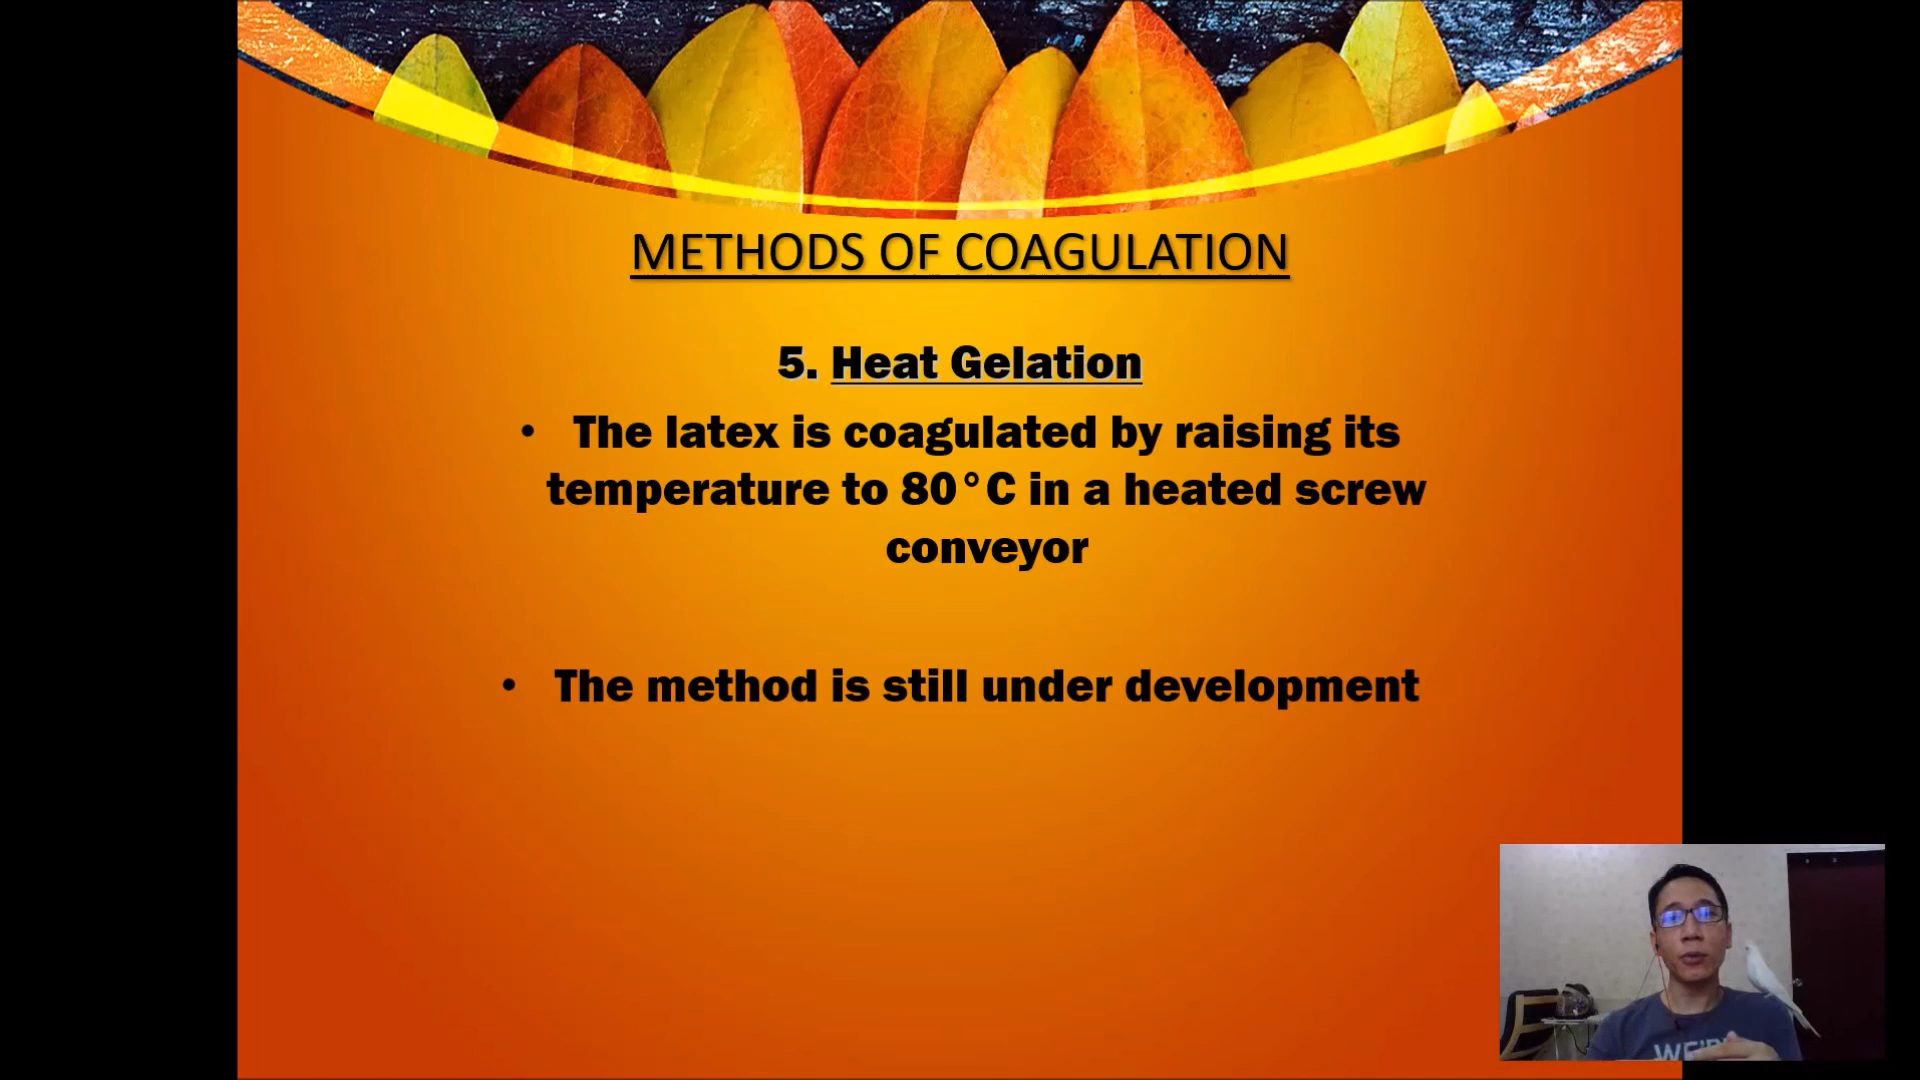 METHODS OF COAGULATION
5. Heat Gelation
• The latex is coagulated by raising its
temperature to 80°C in a heated screw
conveyor
• The method is still under development